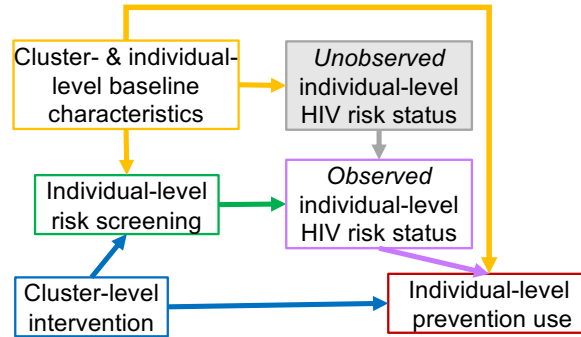 Cluster- & individual-
level baseline
characteristics
Unobserved
individual-level
HIV risk status
Individual-level
risk screening
Observed
individual-level
HIV risk status
Cluster-level
intervention
Individual-level
prevention use